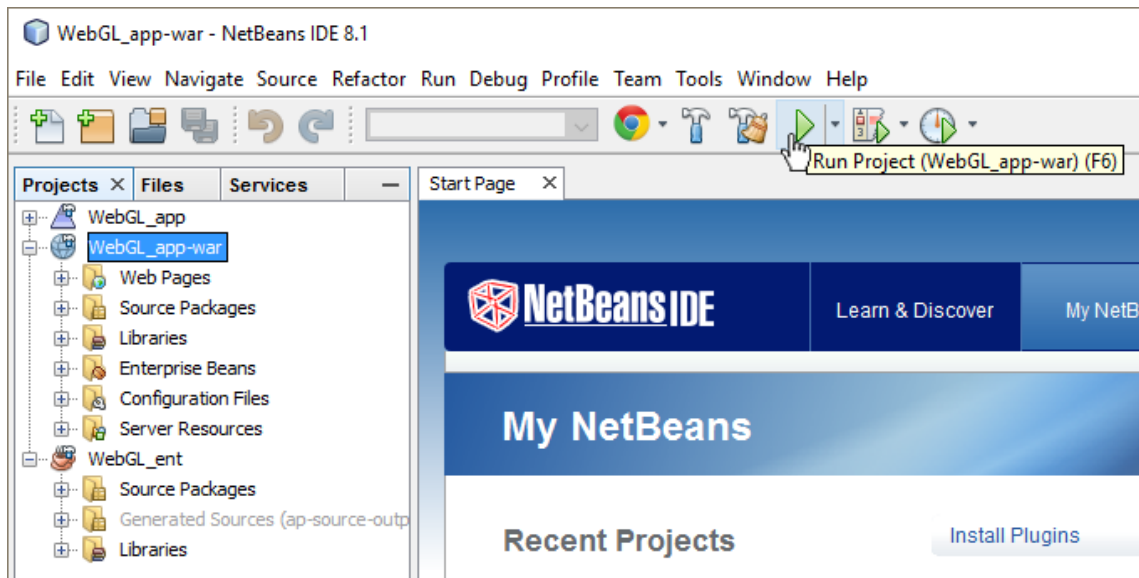 WebGL_app-war - NetBeans IDE 8.1
File Edit View Navigate Source Refactor Run Debug Profile Team Tools Window Help
Run Project (WebGL_app-war) (F6)
Projects Files Services
Start Page
WebGL_app
WebGL_app-war
Web Pages
Source Packages
Libraries
Enterprise Beans
Configuration Files
Server Resources
WebGL_ent
Source Packages
Generated Sources (ap-source-outp
Libraries
NetBeans IDE
Learn & Discover
My NetB
My NetBeans
Recent Projects
Install Plugins